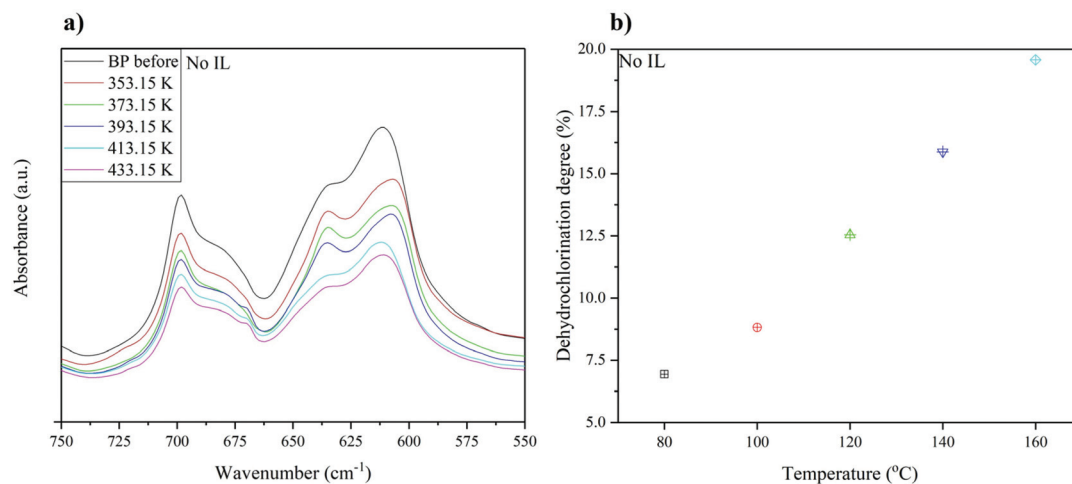 a)
No IL
BP before
353.15 K
373.15 K
393.15 K
413.15 K
433.15 K
Absorbance (a.u.)
750 725 700 675 650 625 600 575 550
Wavenumber (cm⁻¹)
b)
No IL
20.0
17.5
15.0
12.5
10.0
7.5
5.0
Dehydrochlorination degree (%)
80 100 120 140 160
Temperature (°C)